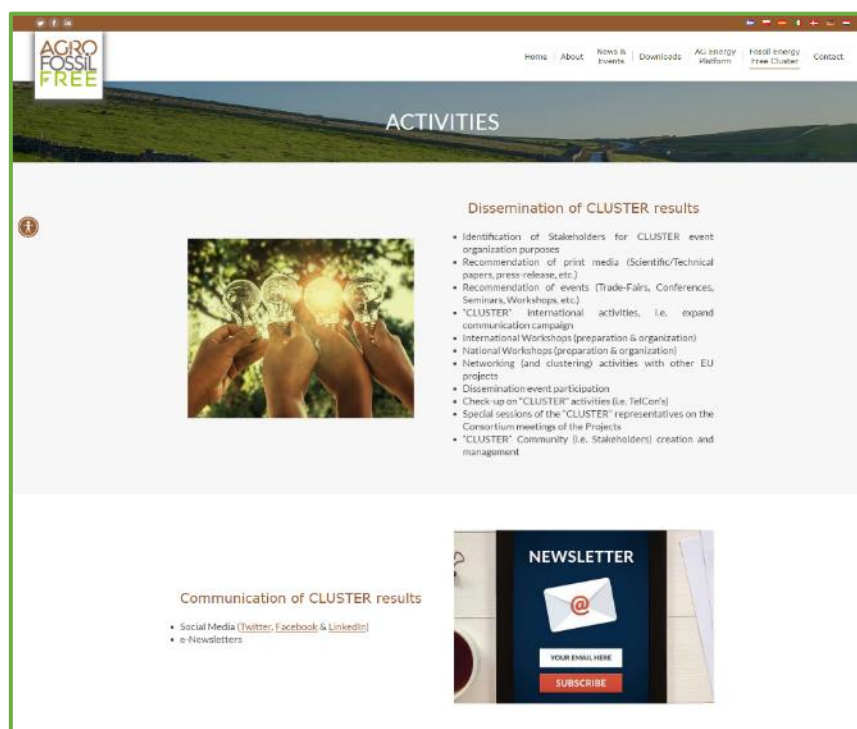 AGRO
FOSSIL
FREE
Home
About
News &
Events
Downloads
AG Energy
Platform
Fossil Energy
Free Cluster
Contact
ACTIVITIES
Dissemination of CLUSTER results
• Identification of Stakeholders for CLUSTER event
organization purposes
• Recommendation of print media (Scientific/Technical
papers, press-release, etc.)
• Recommendation of events (Trade-Fairs, Conferences,
Seminars, Workshops, etc.)
• "CLUSTER" international activities, i.e. expand
communication campaign
• International Workshops (preparation & organization)
• National Workshops (preparation & organization)
• Networking (and clustering) activities with other EU
projects
• Dissemination event participation
• Check-up on "CLUSTER" activities (i.e. TelCon's)
• Special sessions of the "CLUSTER" representatives on the
Consortium meetings of the Projects
• "CLUSTER" Community (i.e. Stakeholders) creation and
management
Communication of CLUSTER results
• Social Media (Twitter, Facebook & LinkedIn)
• e-Newsletters
NEWSLETTER
@
YOUR EMAIL HERE
SUBSCRIBE